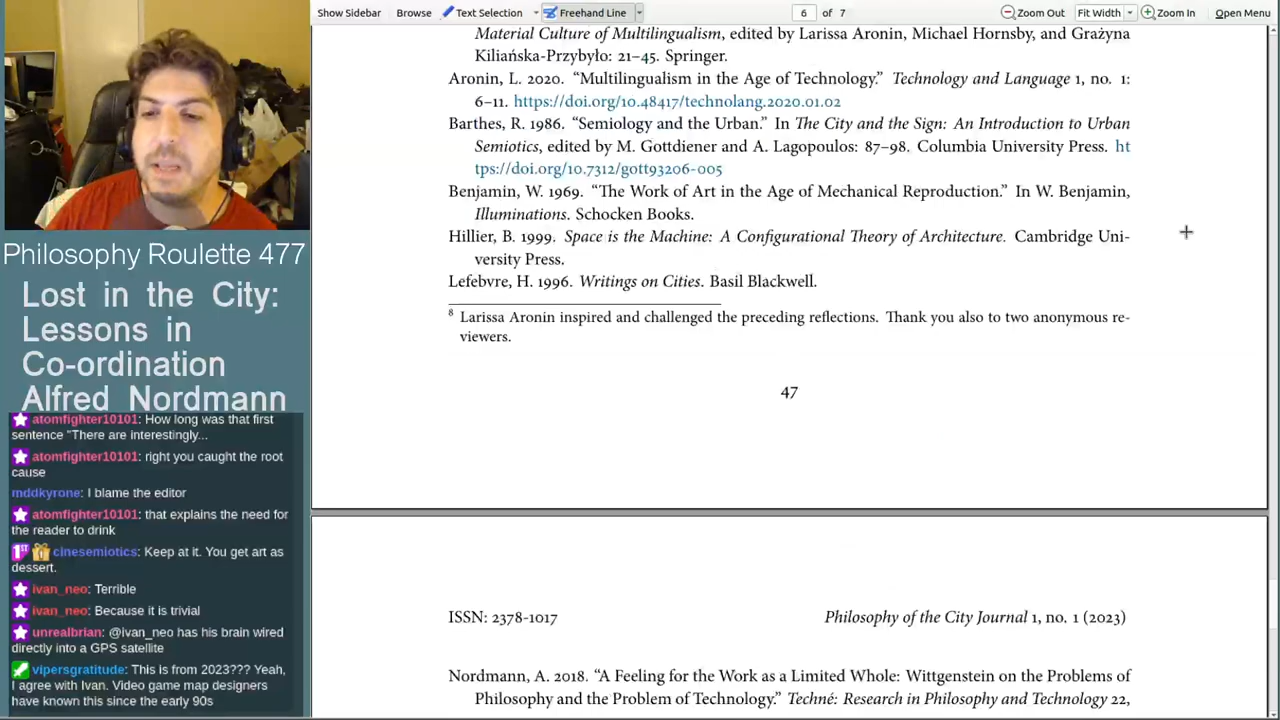 Show Sidebar Browse Text Selection Freehand Line 6 of 7 Zoom Out Fit Width Zoom In Open Menu
Material Culture of Multilingualism, edited by Larissa Aronin, Michael Hornsby, and Grażyna
Kiliańska-Przybyło: 21–45. Springer.
Aronin, L. 2020. “Multilingualism in the Age of Technology.” Technology and Language 1, no. 1:
6–11. https://doi.org/10.48417/technolang.2020.01.02
Barthes, R. 1986. “Semiology and the Urban.” In The City and the Sign: An Introduction to Urban
Semiotics, edited by M. Gottdiener and A. Lagopoulos: 87–98. Columbia University Press. ht
tps://doi.org/10.7312/gott93206-005
Benjamin, W. 1969. “The Work of Art in the Age of Mechanical Reproduction.” In W. Benjamin,
Illuminations. Schocken Books.
Hillier, B. 1999. Space is the Machine: A Configurational Theory of Architecture. Cambridge Uni-
versity Press.
Lefebvre, H. 1996. Writings on Cities. Basil Blackwell.
8 Larissa Aronin inspired and challenged the preceding reflections. Thank you also to two anonymous re-
viewers.
47
ISSN: 2378-1017 Philosophy of the City Journal 1, no. 1 (2023)
Nordmann, A. 2018. “A Feeling for the Work as a Limited Whole: Wittgenstein on the Problems of
Philosophy and the Problem of Technology.” Techné: Research in Philosophy and Technology 22,
Philosophy Roulette 477
Lost in the City:
Lessons in
Co-ordination
Alfred Nordmann
atomfighter10101: How long was that first
sentence "There are interestingly...
atomfighter10101: right you caught the root
cause
mddkyrone: I blame the editor
atomfighter10101: that explains the need for
the reader to drink
1ST cinesemiotics: Keep at it. You get art as
dessert.
ivan_neo: Terrible
ivan_neo: Because it is trivial
unrealbrian: @ivan_neo has his brain wired
directly into a GPS satellite
vipersgratitude: This is from 2023??? Yeah,
I agree with Ivan. Video game map designers
have known this since the early 90s